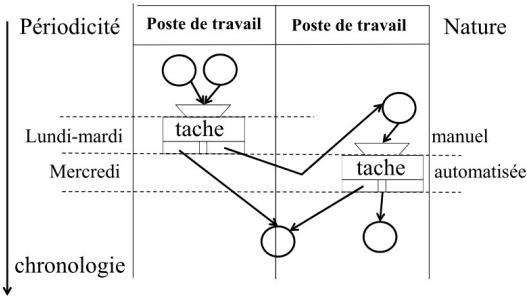 Périodicité
Poste de travail
Poste de travail
Nature
tache
Lundi-mardi
manuel
Mercredi
tache
automatisée
chronologie